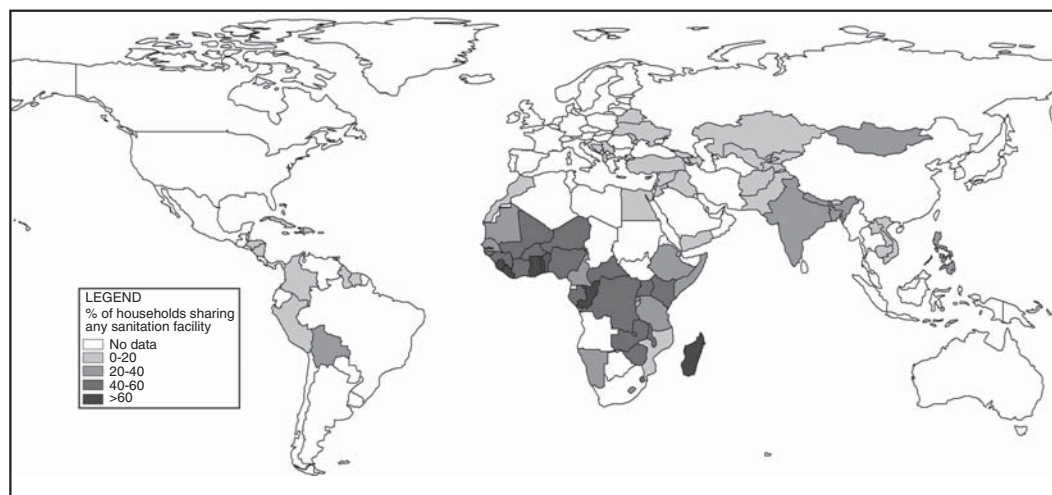 LEGEND
% of households sharing
any sanitation facility
No data
0-20
20-40
40-60
>60